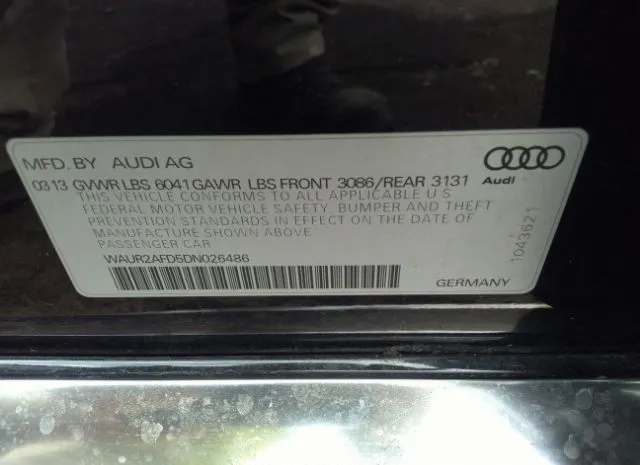 MFD. BY AUDI AG
0313 GVWR LBS 6041 GAWR LBS FRONT 3086/REAR 3131
Audi
THIS VEHICLE CONFORMS TO ALL APPLICABLE U S
FEDERAL MOTOR VEHICLE SAFETY, BUMPER AND THEFT
PREVENTION STANDARDS IN EFFECT ON THE DATE OF
MANUFACTURE SHOWN ABOVE
PASSENGER CAR
WAUR2AFD5DN026486
GERMANY
1043621